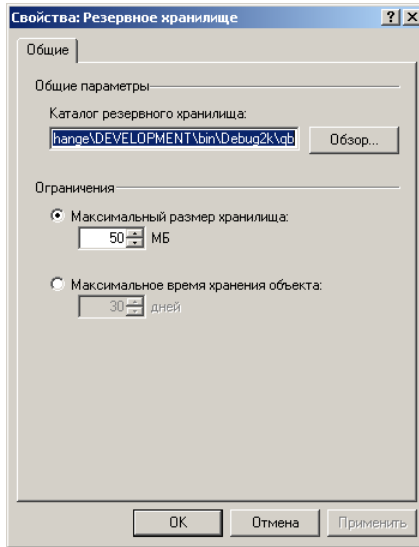 Свойства: Резервное хранилище
Общие
Общие параметры
Каталог резервного хранилища:
hange\DEVELOPMENT\bin\Debug2k\qb
Обзор...
Ограничения
Максимальный размер хранилища:
50 МБ
Максимальное время хранения объекта:
30 дней
ОК Отмена Применить